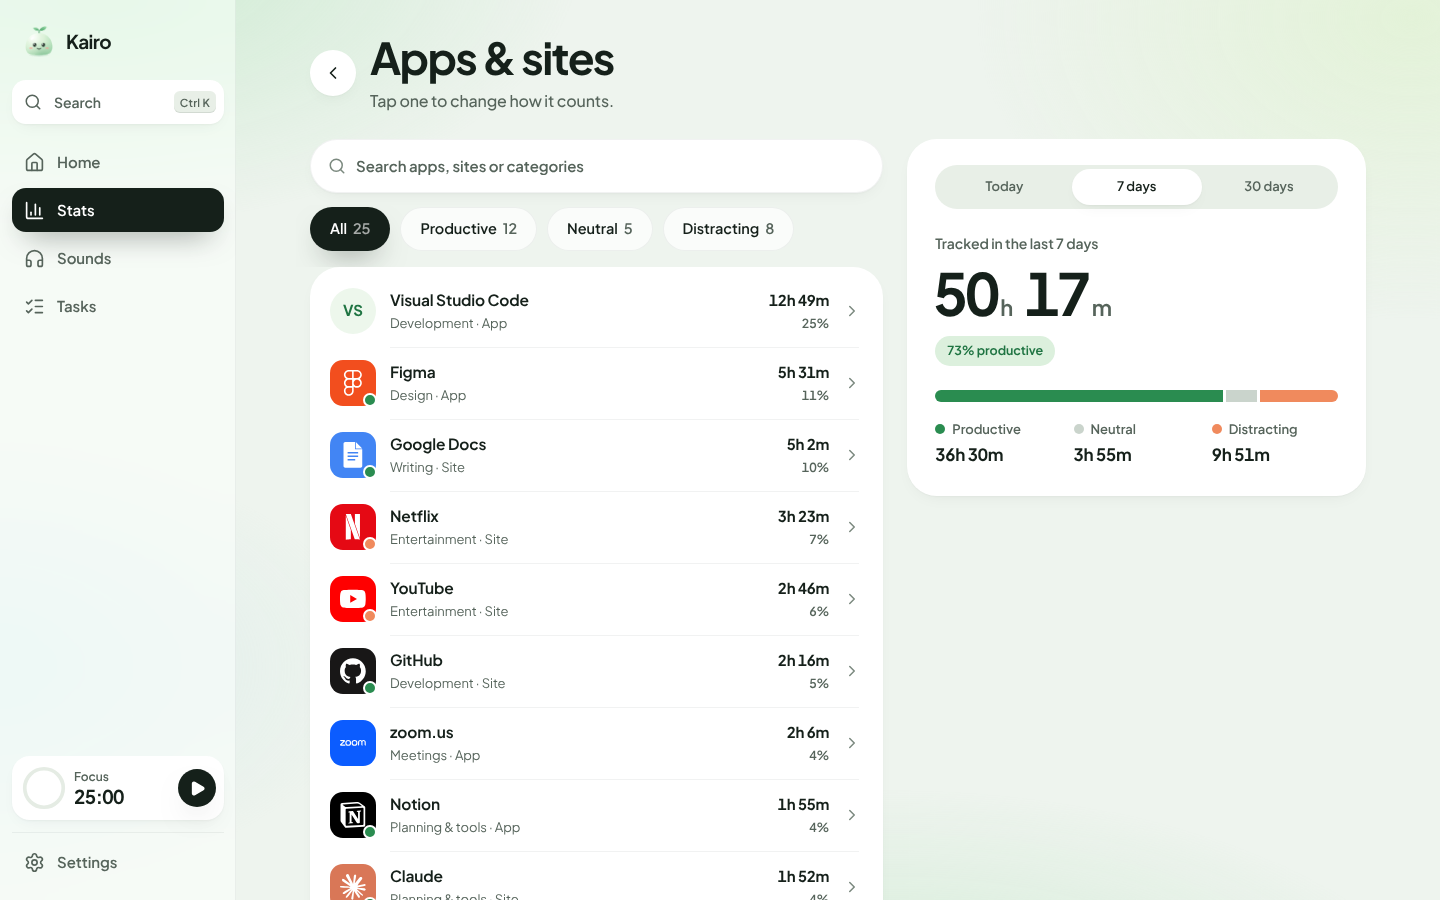 Kairo
Search
Ctrl K
Home
Stats
Sounds
Tasks
Focus
25:00
Settings
Apps & sites
Tap one to change how it counts.
Search apps, sites or categories
All 25
Productive 12
Neutral 5
Distracting 8
VS
Visual Studio Code
Development · App
12h 49m
25%
Figma
Design · App
5h 31m
11%
Google Docs
Writing · Site
5h 2m
10%
Netflix
Entertainment · Site
3h 23m
7%
YouTube
Entertainment · Site
2h 46m
6%
GitHub
Development · Site
2h 16m
5%
zoom
zoom.us
Meetings · App
2h 6m
4%
Notion
Planning & tools · App
1h 55m
4%
Claude
Planning & tools · Site
1h 52m
4%
Today
7 days
30 days
Tracked in the last 7 days
50h 17m
73% productive
Productive
36h 30m
Neutral
3h 55m
Distracting
9h 51m